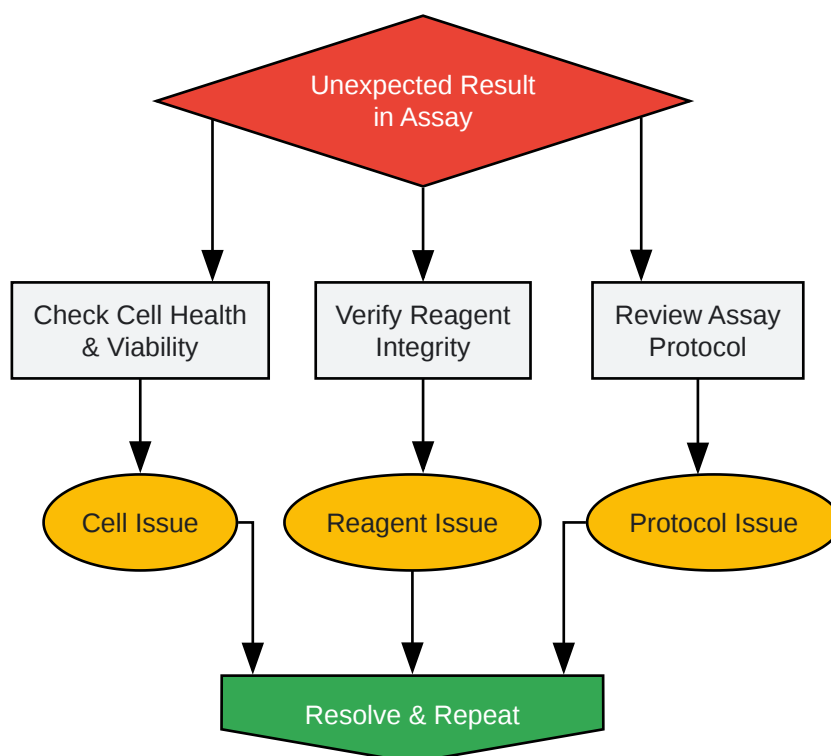 Unexpected Result
in Assay
Check Cell Health
& Viability
Verify Reagent
Integrity
Review Assay
Protocol
Cell Issue
Reagent Issue
Protocol Issue
Resolve & Repeat